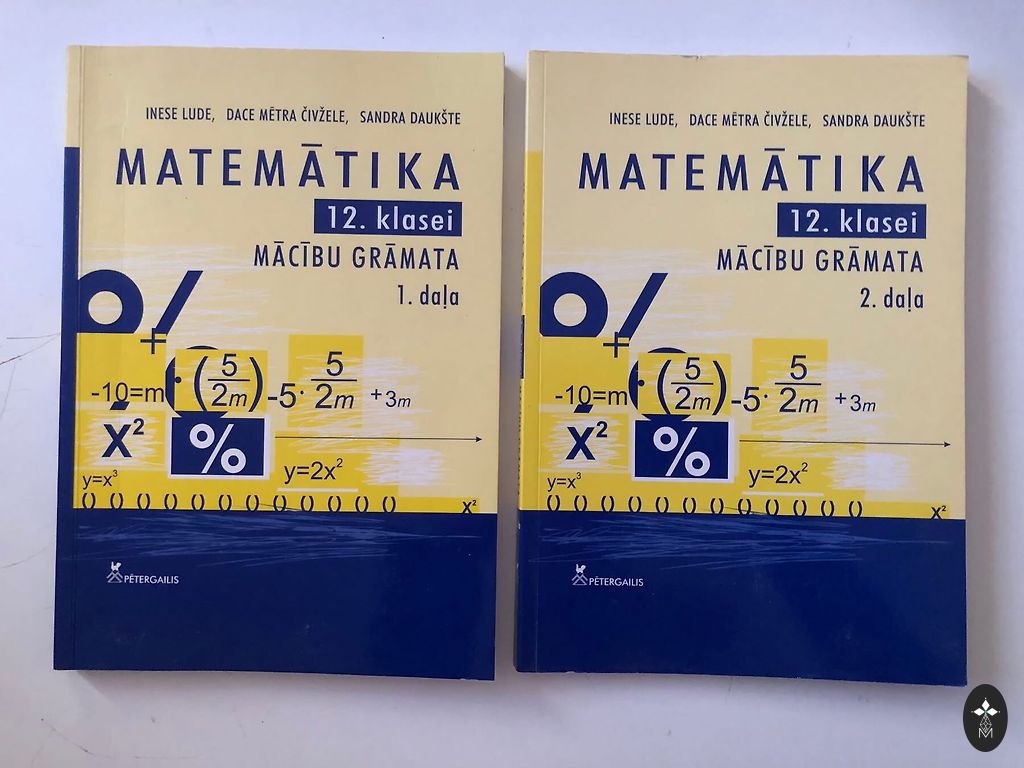 INESE LUDE, DACE MĒTRA ČIVŽELE, SANDRA DAUKŠTE
MATEMĀTIKA
12. klasei
MĀCĪBU GRĀMATA
1. daļa
%
+
-10=m · (5/2m) -5· 5/2m +3m
x²
%
y=2x²
y=x³
() () () () () () () () () () () () x²
PĒTERGAILIS
INESE LUDE, DACE MĒTRA ČIVŽELE, SANDRA DAUKŠTE
MATEMĀTIKA
12. klasei
MĀCĪBU GRĀMATA
2. daļa
%
+
-10=m · (5/2m) -5· 5/2m +3m
x²
%
y=2x²
y=x³
() () () () () () () () () () () () x²
PĒTERGAILIS
M